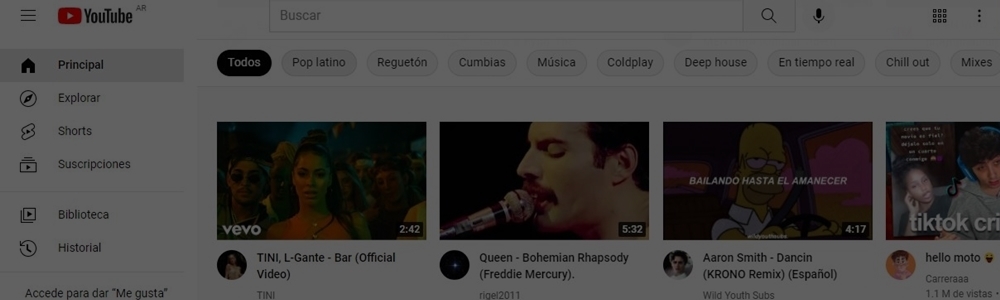 YouTube AR
Buscar
Principal
Explorar
Shorts
Suscripciones
Biblioteca
Historial
Accede para dar “Me gusta”
Todos
Pop latino
Reguetón
Cumbias
Música
Coldplay
Deep house
En tiempo real
Chill out
Mixes
vevo
2:42
TINI, L-Gante - Bar (Official
Video)
TINI
5:32
Queen - Bohemian Rhapsody
(Freddie Mercury).
rigel2011
BAILANDO HASTA EL AMANECER
4:17
Aaron Smith - Dancin
(KRONO Remix) (Español)
Wild Youth Subs
tiktok cri
hello moto 😝
Carreraaa
1.1 M de vistas •